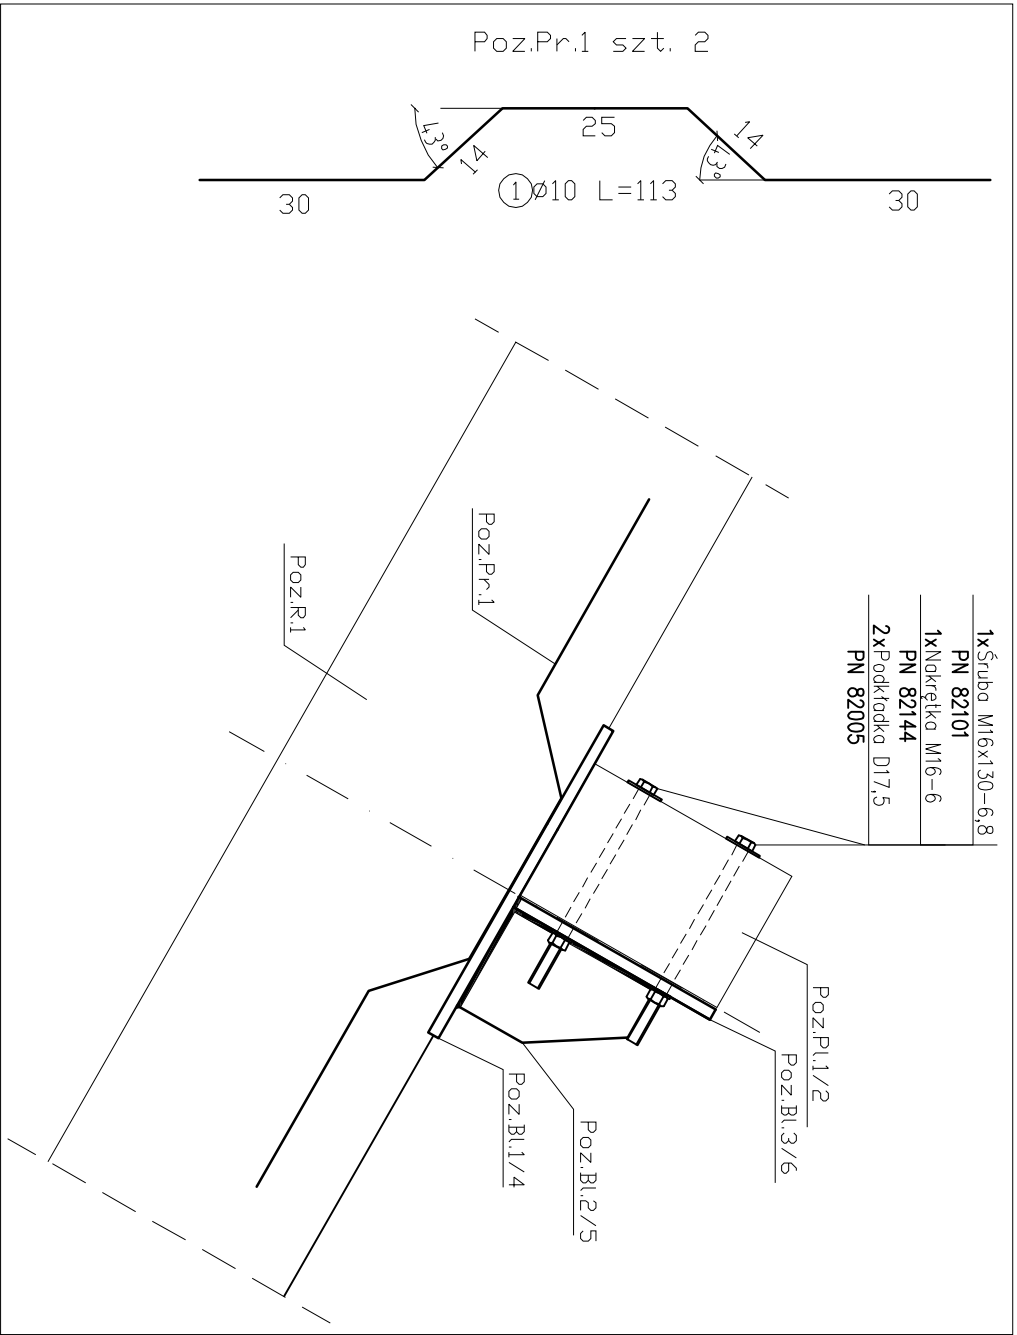 Poz.Pr.1 szt. 2
43°
14
25
14
43°
30
1 ø10 L=113
30
1xŚruba M16x130-6,8
PN 82101
1xNakrętka M16-6
PN 82144
2xPodkładka D17,5
PN 82005
Poz.Pr.1
Poz.R.1
Poz.Pl.1/2
Poz.Bl.3/6
Poz.Bl.1/4
Poz.Bl.2/5